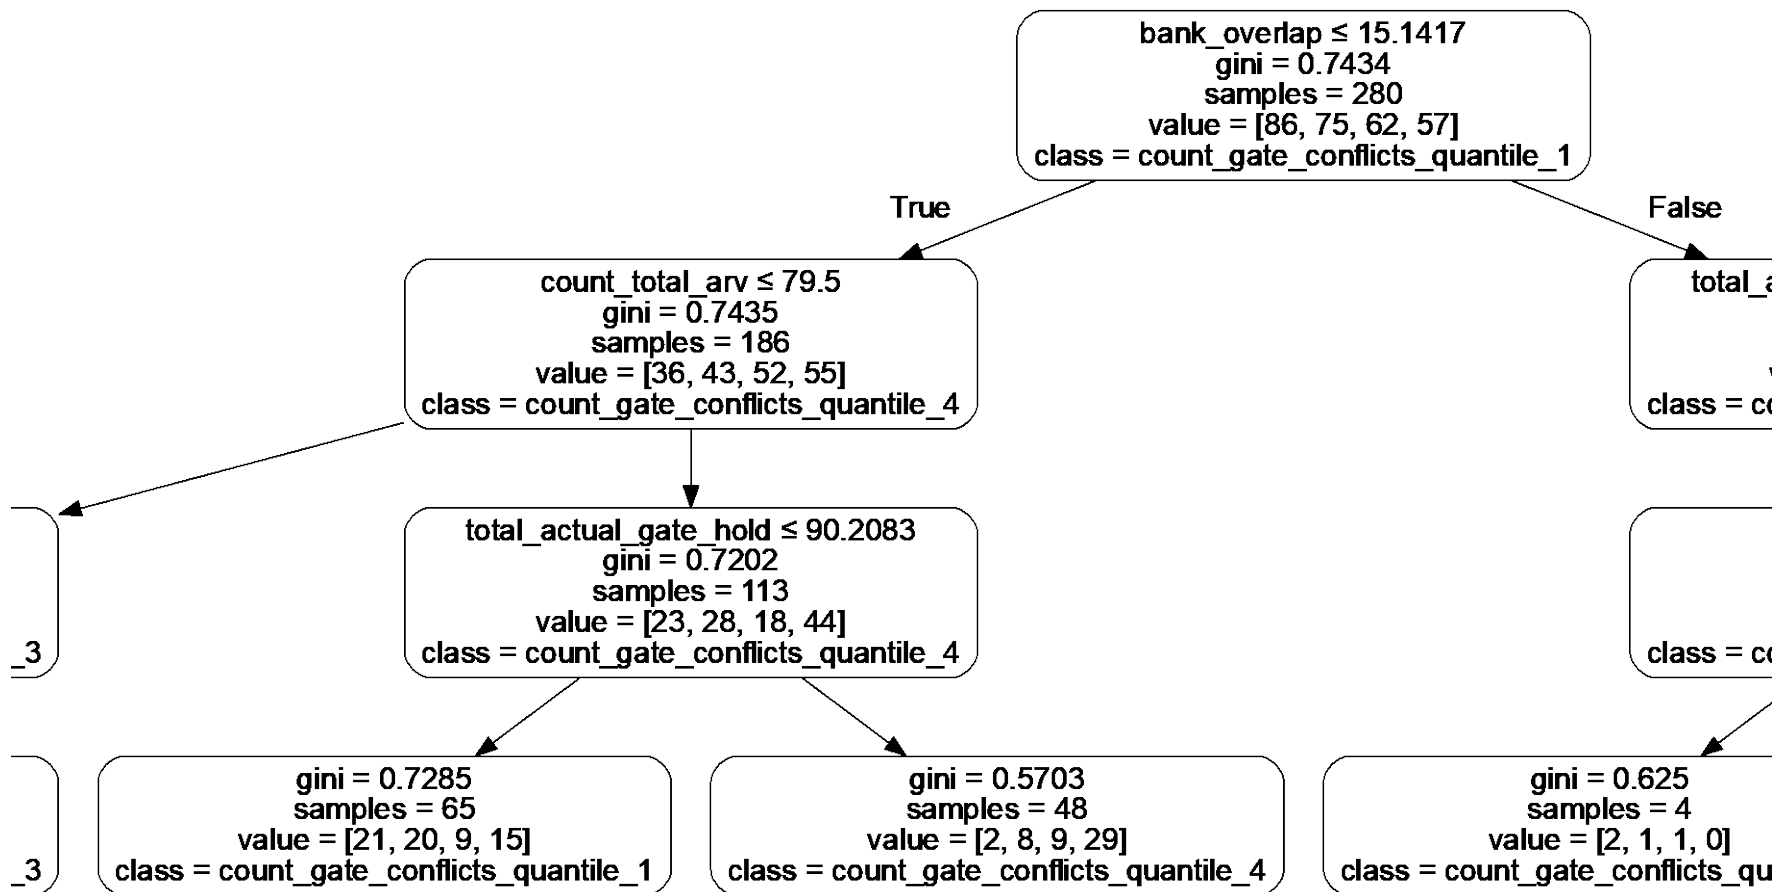 bank_overlap ≤ 15.1417
gini = 0.7434
samples = 280
value = [86, 75, 62, 57]
class = count_gate_conflicts_quantile_1
True
False
count_total_arv ≤ 79.5
gini = 0.7435
samples = 186
value = [36, 43, 52, 55]
class = count_gate_conflicts_quantile_4
total_a
class = co
_3
total_actual_gate_hold ≤ 90.2083
gini = 0.7202
samples = 113
value = [23, 28, 18, 44]
class = count_gate_conflicts_quantile_4
class = co
_3
gini = 0.7285
samples = 65
value = [21, 20, 9, 15]
class = count_gate_conflicts_quantile_1
gini = 0.5703
samples = 48
value = [2, 8, 9, 29]
class = count_gate_conflicts_quantile_4
gini = 0.625
samples = 4
value = [2, 1, 1, 0]
class = count_gate_conflicts_qu